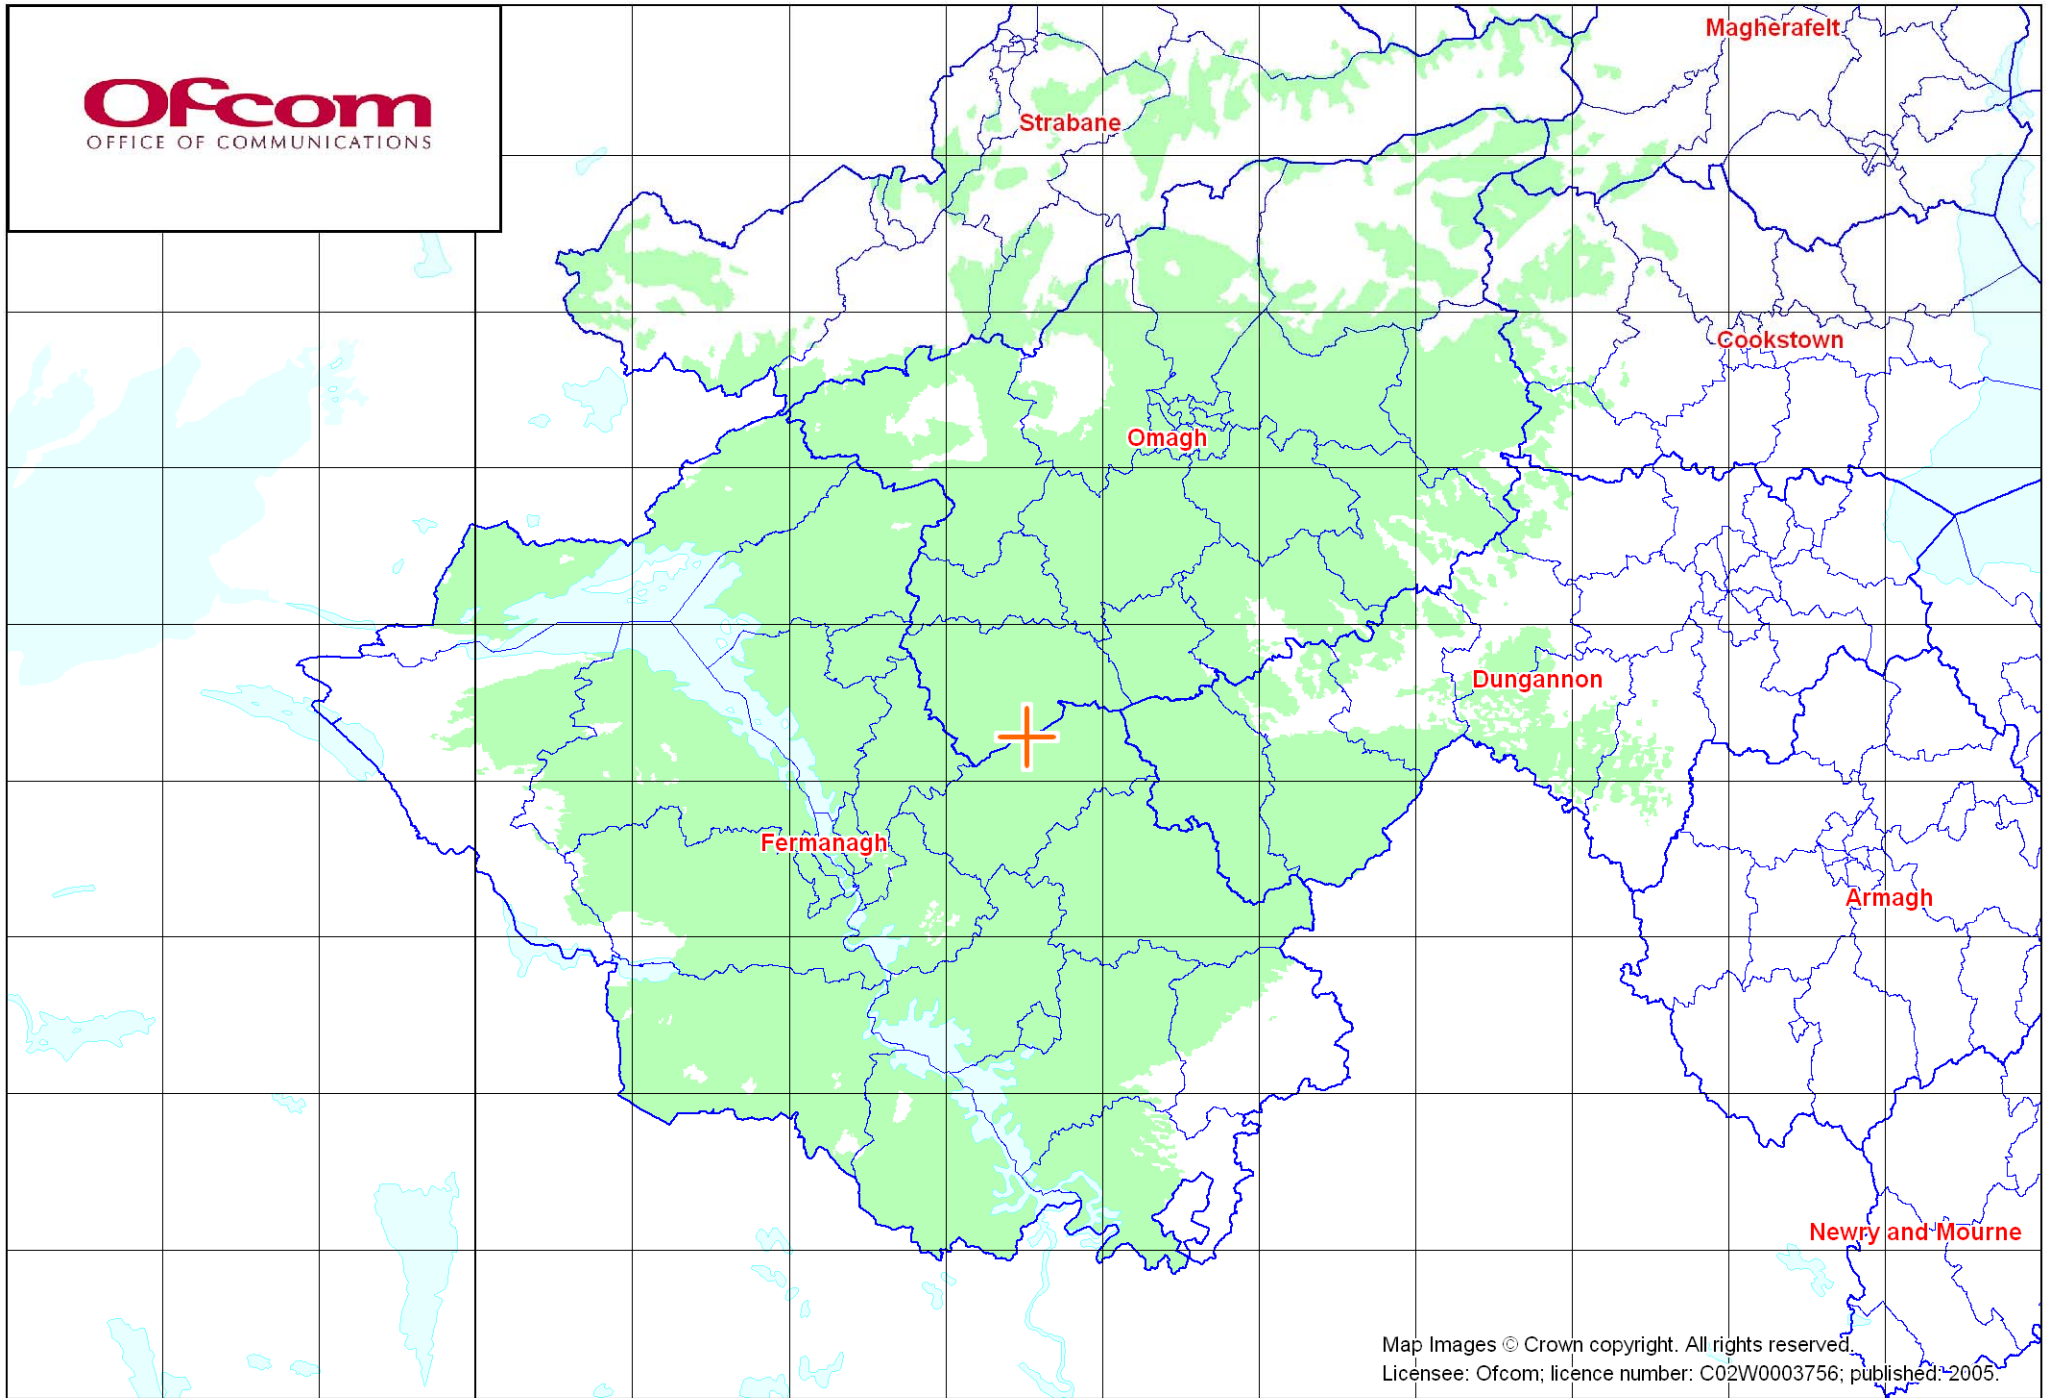 Ofcom
OFFICE OF COMMUNICATIONS
Magherafelt
Strabane
Cookstown
Omagh
Dungannon
Fermanagh
Armagh
Newry and Mourne
Map Images © Crown copyright. All rights reserved.
Licensee: Ofcom; licence number: C02W0003756; published: 2005.